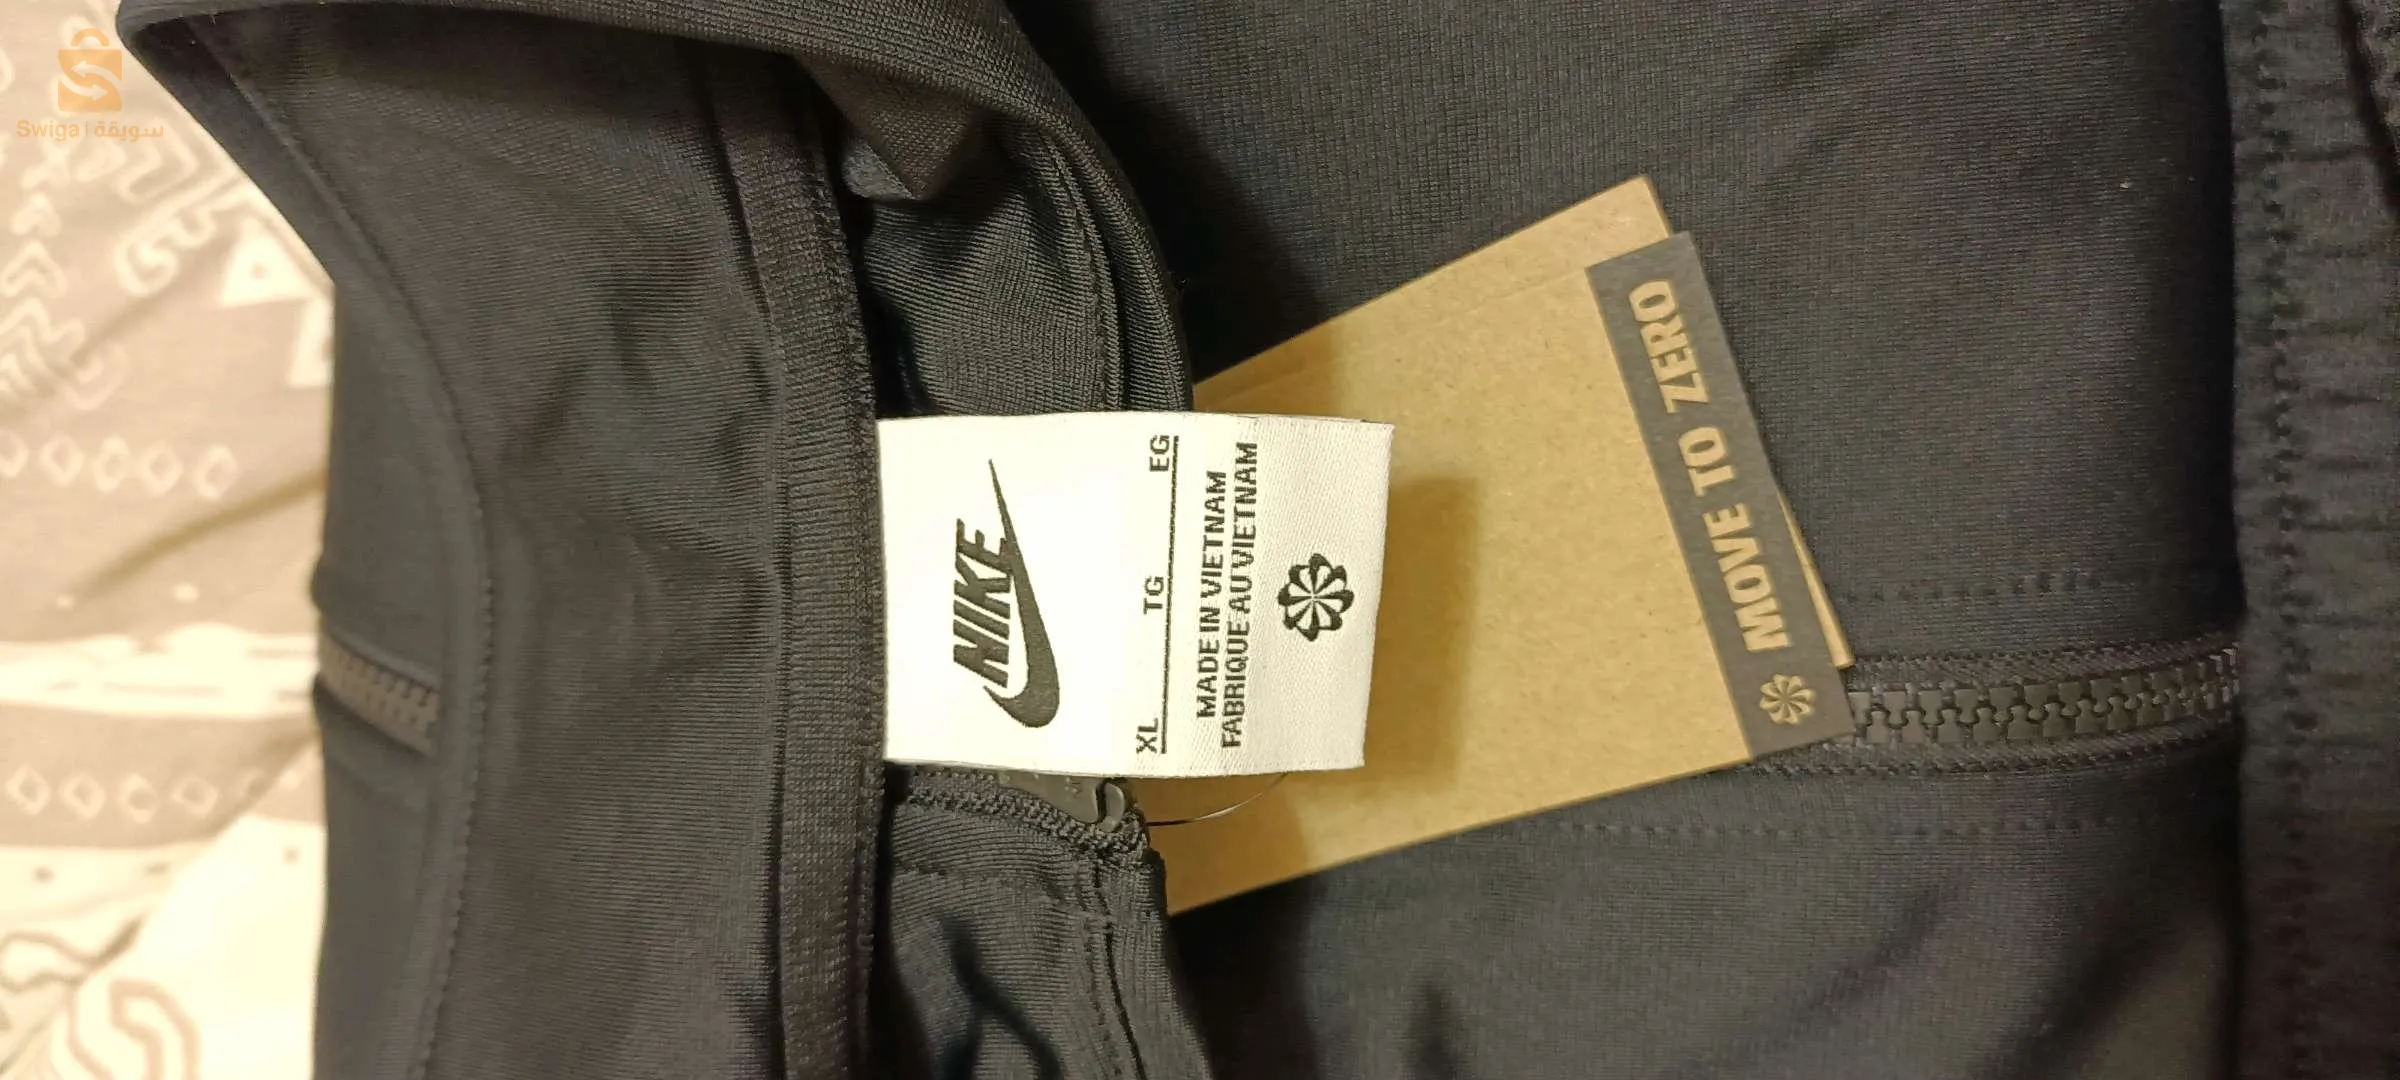 Swiga | سويقة
NIKE
XL TG EG
MADE IN VIETNAM
FABRIQUE AU VIETNAM
MOVE TO ZERO